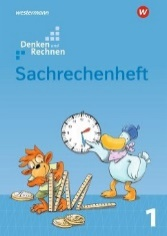 westermann
Denken und
Rechnen
Sachrechenheft
1